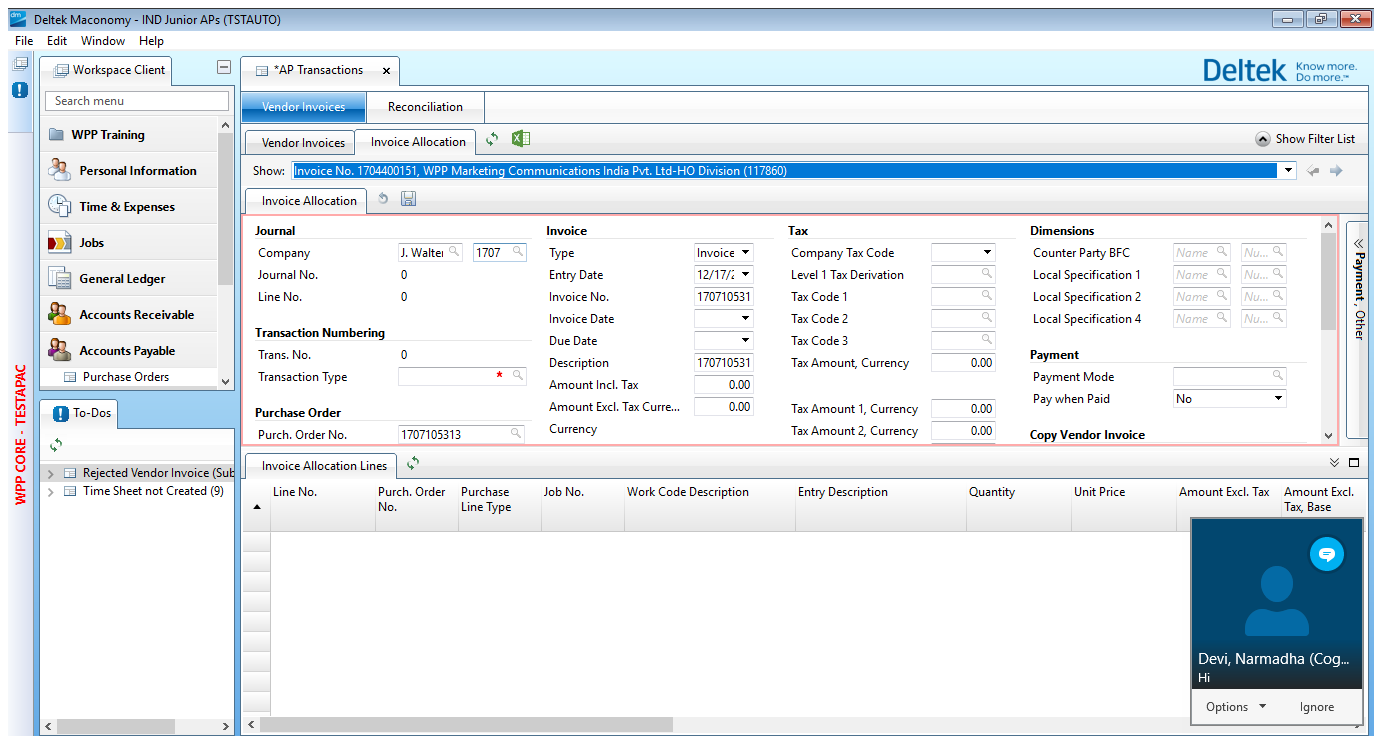 Deltek Maconomy - IND Junior APs (TSTAUTO)
File Edit Window Help
Workspace Client
Search menu
WPP Training
Personal Information
Time & Expenses
Jobs
General Ledger
Accounts Receivable
Accounts Payable
Purchase Orders
To-Dos
Rejected Vendor Invoice (Sub
Time Sheet not Created (9)
WPP CORE - TESTAPAC
*AP Transactions
Deltek Know more. Do more.™
Vendor Invoices Reconciliation
Vendor Invoices Invoice Allocation
Show Filter List
Show: Invoice No. 1704400151, WPP Marketing Communications India Pvt. Ltd-HO Division (117860)
Invoice Allocation
Journal
Company J. Walter 1707
Journal No. 0
Line No. 0
Transaction Numbering
Trans. No. 0
Transaction Type *
Purchase Order
Purch. Order No. 1707105313
Invoice
Type Invoice
Entry Date 12/17/2
Invoice No. 170710531
Invoice Date
Due Date
Description 170710531
Amount Incl. Tax 0.00
Amount Excl. Tax Curre... 0.00
Currency
Tax
Company Tax Code
Level 1 Tax Derivation
Tax Code 1
Tax Code 2
Tax Code 3
Tax Amount, Currency 0.00
Tax Amount 1, Currency 0.00
Tax Amount 2, Currency 0.00
Dimensions
Counter Party BFC Name Nu...
Local Specification 1 Name Nu...
Local Specification 2 Name Nu...
Local Specification 4 Name Nu...
Payment
Payment Mode
Pay when Paid No
Copy Vendor Invoice
Payment, Other
Invoice Allocation Lines
Line No. Purch. Order No. Purchase Line Type Job No. Work Code Description Entry Description Quantity Unit Price Amount Excl. Tax Amount Excl. Tax, Base
Devi, Narmadha (Cog...
Hi
Options Ignore